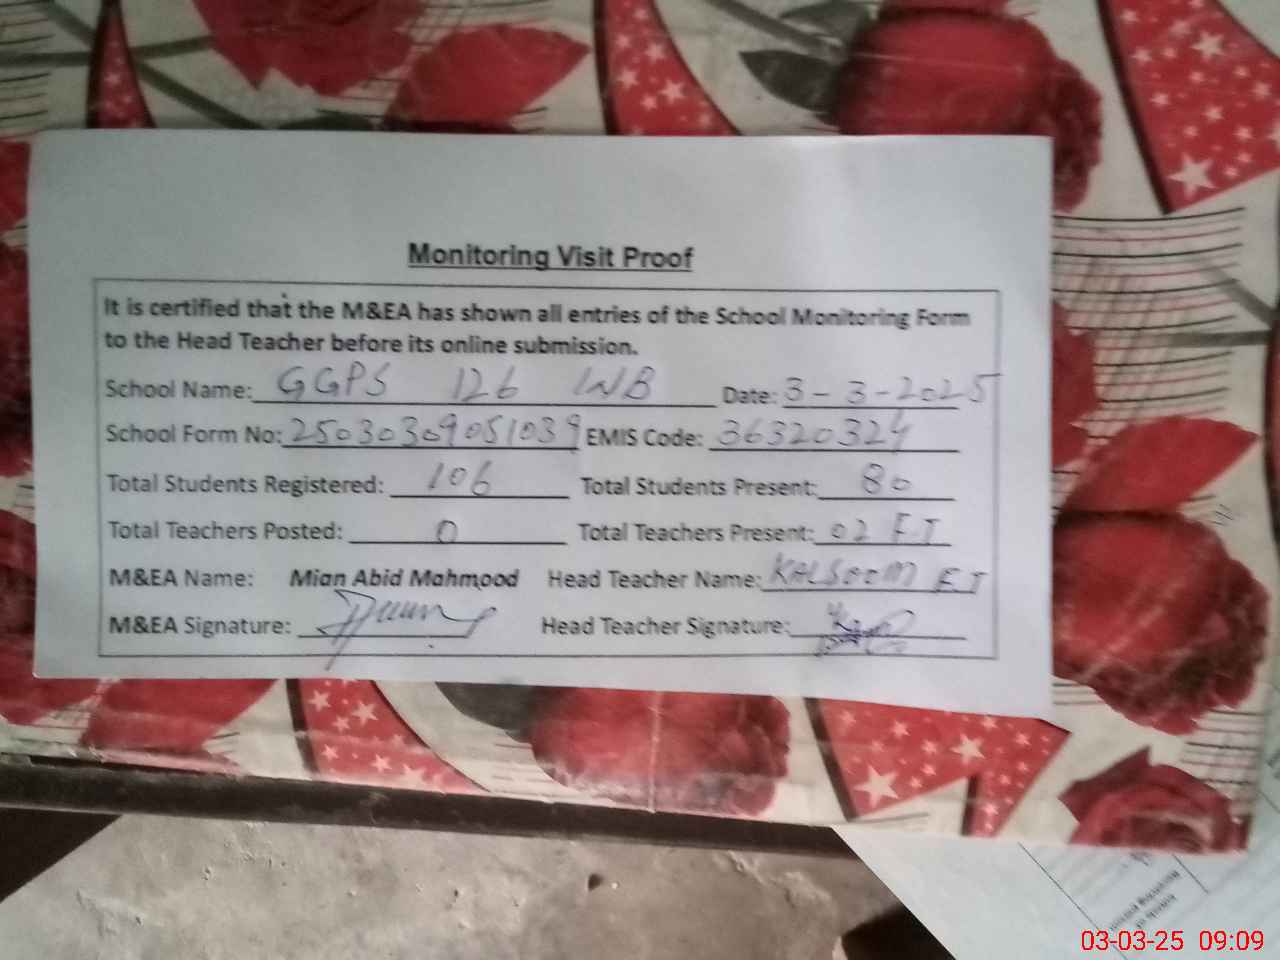 Monitoring Visit Proof
It is certified that the M&EA has shown all entries of the School Monitoring Form
to the Head Teacher before its online submission.
School Name: GGPS 126 WB Date: 3-3-2025
School Form No: 25030309051039 EMIS Code: 36320324
Total Students Registered: 106 Total Students Present: 80
Total Teachers Posted: 0 Total Teachers Present: 02 F.T
M&EA Name: Mian Abid Mahmood Head Teacher Name: KALSOOM F.T
M&EA Signature: Head Teacher Signature:
03-03-25 09:09